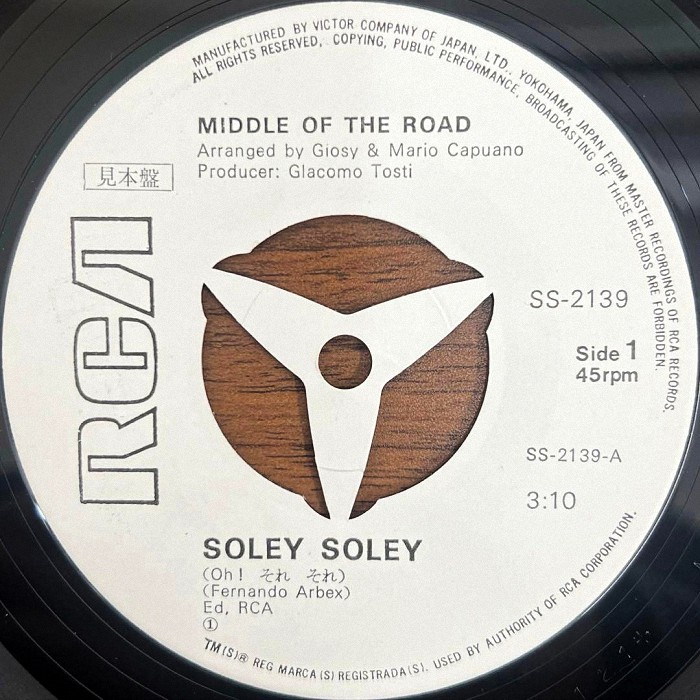 MANUFACTURED BY VICTOR COMPANY OF JAPAN, LTD., YOKOHAMA, JAPAN FROM MASTER RECORDINGS OF RCA RECORDS.
ALL RIGHTS RESERVED, COPYING, PUBLIC PERFORMANCE, BROADCASTING OF THESE RECORDS ARE FORBIDDEN.
MIDDLE OF THE ROAD
Arranged by Giosy & Mario Capuano
Producer: Glacomo Tosti
見本盤
RCA
SS-2139
Side 1
45rpm
SS-2139-A
3:10
SOLEY SOLEY
(Oh! それ それ)
(Fernando Arbex)
Ed, RCA
①
TM(S)® REG MARCA(S) REGISTRADA(S). USED BY AUTHORITY OF RCA CORPORATION.